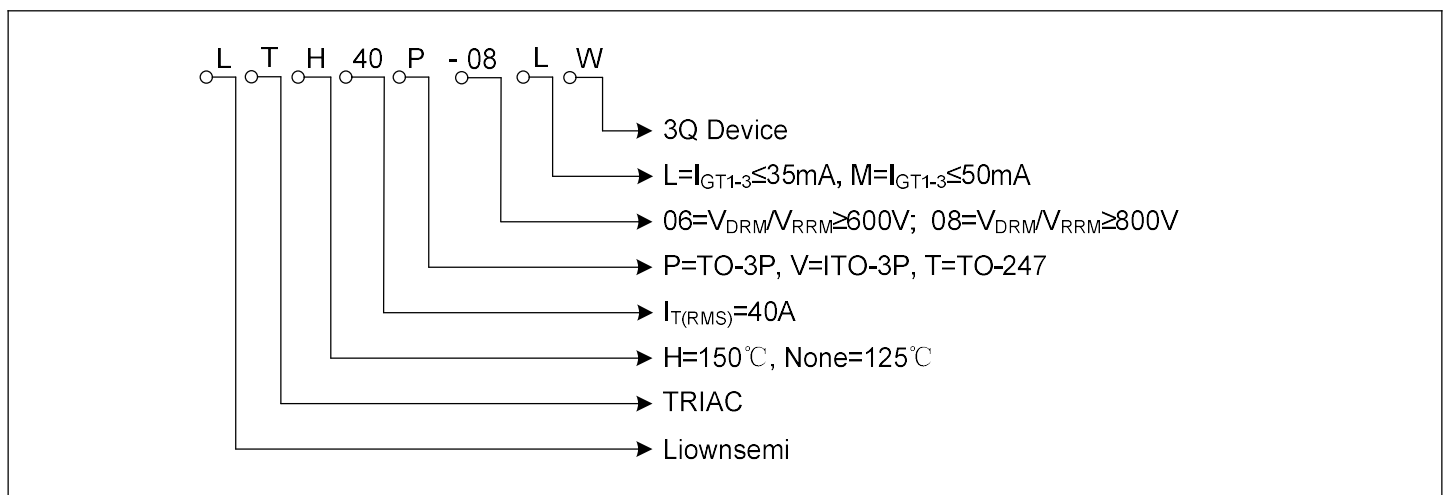 L T H 40 P - 08 L W
3Q Device
L=IGT1-3≤35mA, M=IGT1-3≤50mA
06=VDRM/VRRM≥600V; 08=VDRM/VRRM≥800V
P=TO-3P, V=ITO-3P, T=TO-247
IT(RMS)=40A
H=150℃, None=125℃
TRIAC
Liownsemi